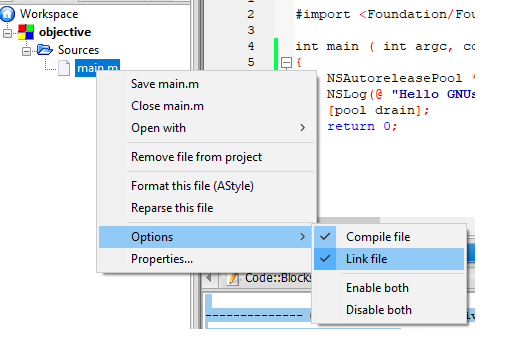 Workspace
objective
Sources
main.m
Save main.m
Close main.m
Open with
Remove file from project
Format this file (AStyle)
Reparse this file
Options
Properties...
Compile file
Link file
Enable both
Disable both
2 #import <Foundation/Fou
3
4 int main ( int argc, co
5 {
NSAutoreleasePool *
NSLog(@ "Hello GNUs
[pool drain];
return 0;
Code::Blocks